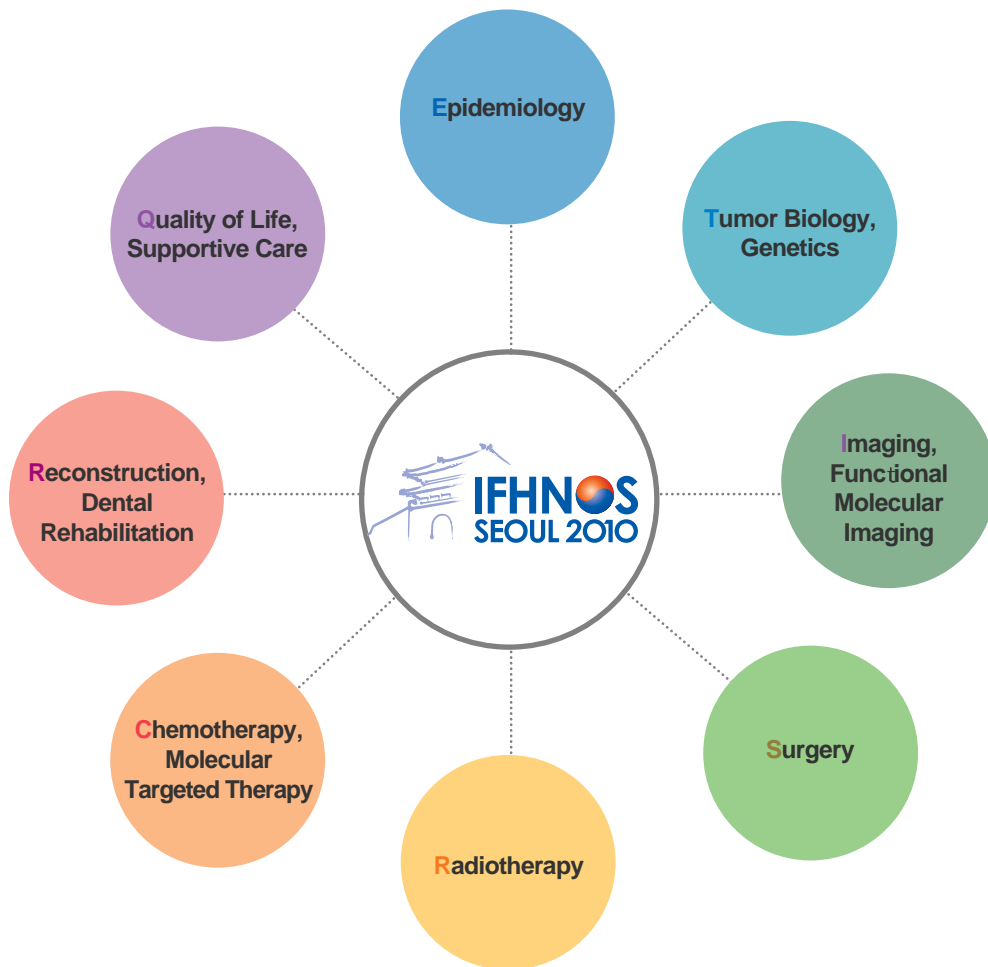 Epidemiology
Tumor Biology,
Genetics
Imaging,
Functional
Molecular
Imaging
Surgery
Radiotherapy
Chemotherapy,
Molecular
Targeted Therapy
Reconstruction,
Dental
Rehabilitation
Quality of Life,
Supportive Care
IFHNOS
SEOUL 2010